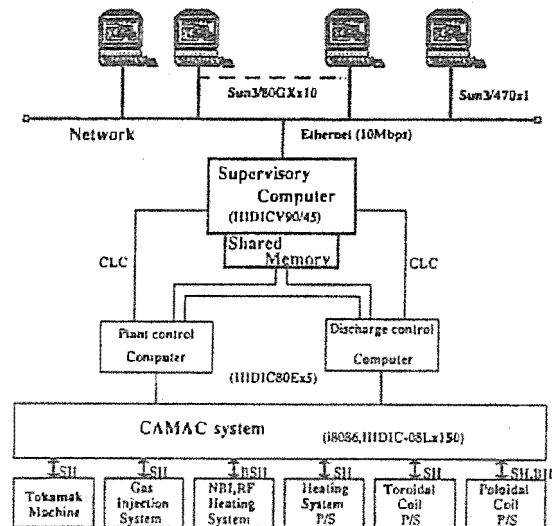 Sun3/80GXx10
Sun3/470x1
Network
Ethernet (10Mbps)
Supervisory
Computer
(HIDICV90/45)
Shared
Memory
CLC
CLC
Plant control
Computer
Discharge control
Computer
(HIDIC80Ex5)
CAMAC system
(i8086,HIDIC-08Lx150)
SH
SH
BSH
SH
SH
SH,BH
Tokamak
Machine
Gas
Injection
System
NBI,RF
Heating
System
Heating
System
P/S
Toroidal
Coil
P/S
Poloidal
Coil
P/S